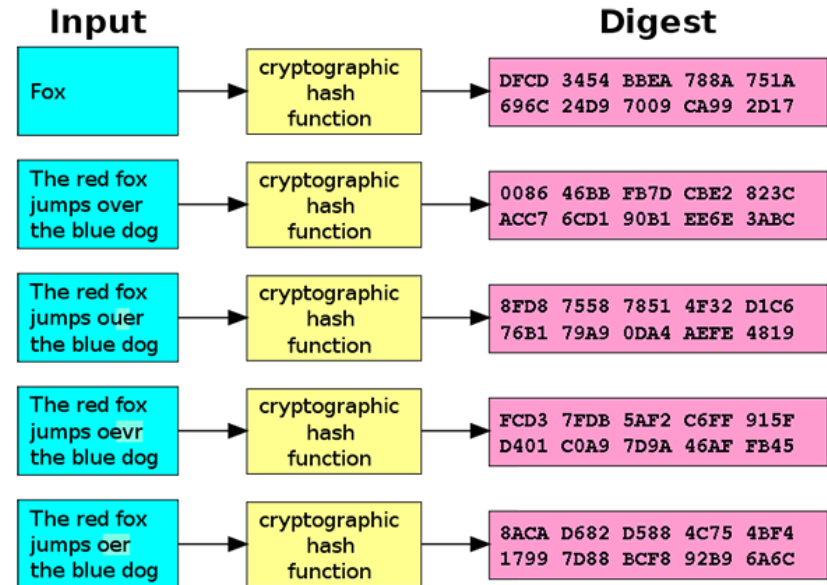 Input
Digest
Fox
cryptographic
hash
function
DFCD 3454 BBEA 788A 751A
696C 24D9 7009 CA99 2D17
The red fox
jumps over
the blue dog
cryptographic
hash
function
0086 46BB FB7D CBE2 823C
ACC7 6CD1 90B1 EE6E 3ABC
The red fox
jumps ouer
the blue dog
cryptographic
hash
function
8FD8 7558 7851 4F32 D1C6
76B1 79A9 0DA4 AEFE 4819
The red fox
jumps oevr
the blue dog
cryptographic
hash
function
FCD3 7FDB 5AF2 C6FF 915F
D401 C0A9 7D9A 46AF FB45
The red fox
jumps oer
the blue dog
cryptographic
hash
function
8ACA D682 D588 4C75 4BF4
1799 7D88 BCF8 92B9 6A6C